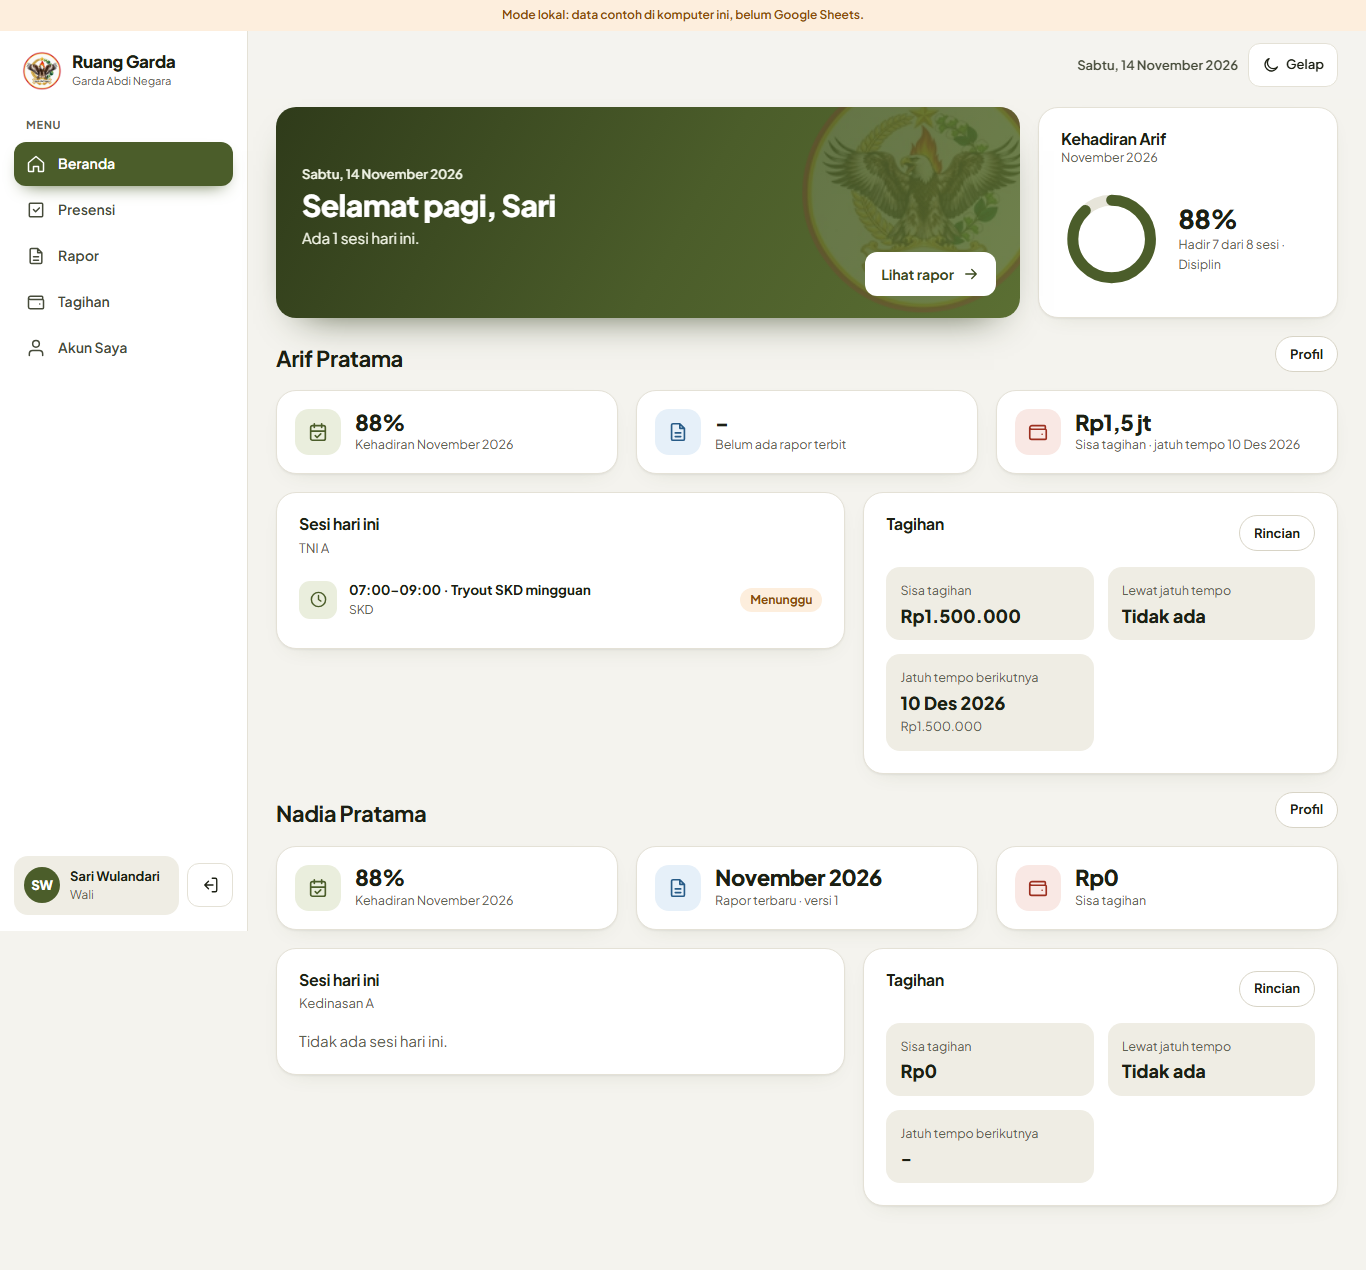 Mode lokal: data contoh di komputer ini, belum Google Sheets.
Ruang Garda
Garda Abdi Negara
MENU
Beranda
Presensi
Rapor
Tagihan
Akun Saya
SW
Sari Wulandari
Wali
Sabtu, 14 November 2026
Gelap
Sabtu, 14 November 2026
Selamat pagi, Sari
Ada 1 sesi hari ini.
Lihat rapor
Kehadiran Arif
November 2026
88%
Hadir 7 dari 8 sesi ·
Disiplin
Arif Pratama
Profil
88%
Kehadiran November 2026
–
Belum ada rapor terbit
Rp1,5 jt
Sisa tagihan · jatuh tempo 10 Des 2026
Sesi hari ini
TNI A
07:00–09:00 · Tryout SKD mingguan
SKD
Menunggu
Tagihan
Rincian
Sisa tagihan
Rp1.500.000
Lewat jatuh tempo
Tidak ada
Jatuh tempo berikutnya
10 Des 2026
Rp1.500.000
Nadia Pratama
Profil
88%
Kehadiran November 2026
November 2026
Rapor terbaru · versi 1
Rp0
Sisa tagihan
Sesi hari ini
Kedinasan A
Tidak ada sesi hari ini.
Tagihan
Rincian
Sisa tagihan
Rp0
Lewat jatuh tempo
Tidak ada
Jatuh tempo berikutnya
–